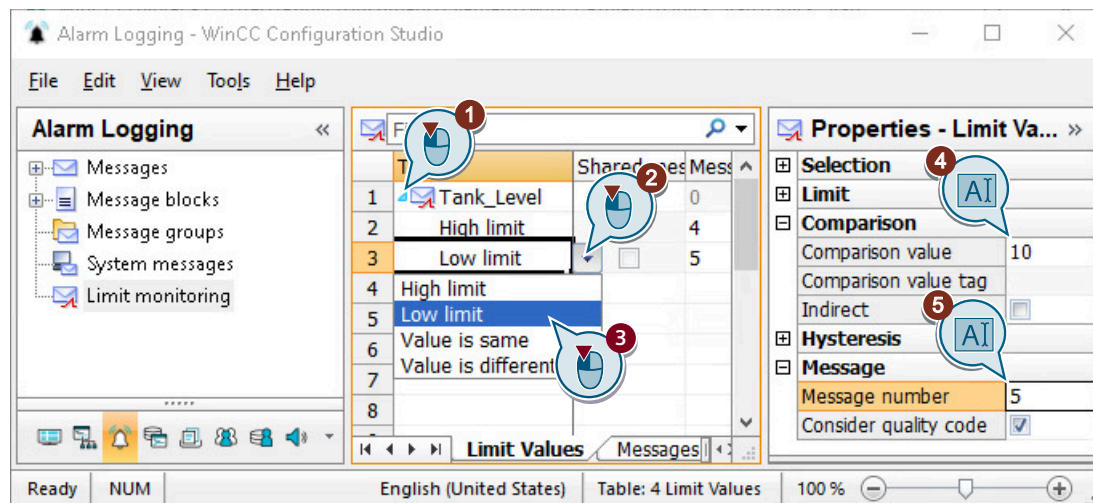 Alarm Logging - WinCC Configuration Studio
File Edit View Tools Help
Alarm Logging «
Messages
Message blocks
Message groups
System messages
Limit monitoring
1
Shared Mess
2
1 Tank_Level 0
2 High limit 4
3 Low limit 5
4 High limit
5 Low limit
6 Value is same
3
7 Value is different
8
Limit Values Messages
Properties - Limit Va... »
Selection
4
Limit
AI
Comparison
Comparison value 10
Comparison value tag
Indirect
5
Hysteresis
AI
Message
Message number 5
Consider quality code
Ready NUM English (United States) Table: 4 Limit Values 100 %